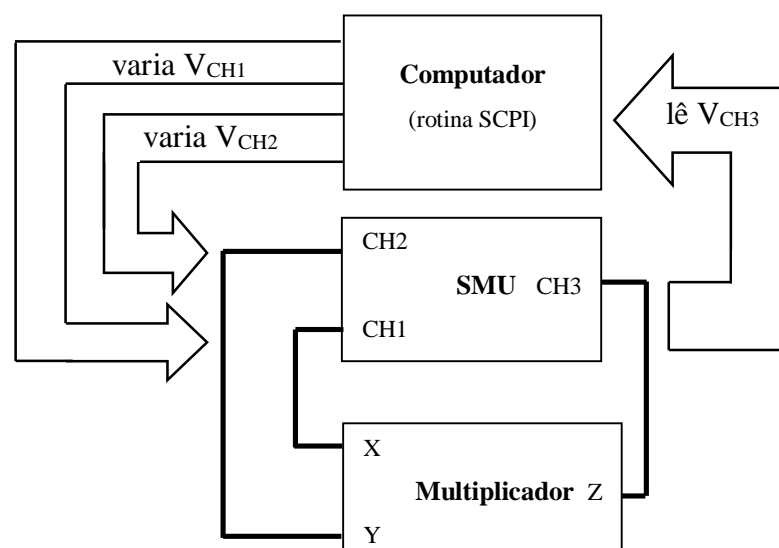 varia VCH1
Computador
(rotina SCPI)
lê VCH3
varia VCH2
CH2
SMU CH3
CH1
X
Multiplicador Z
Y